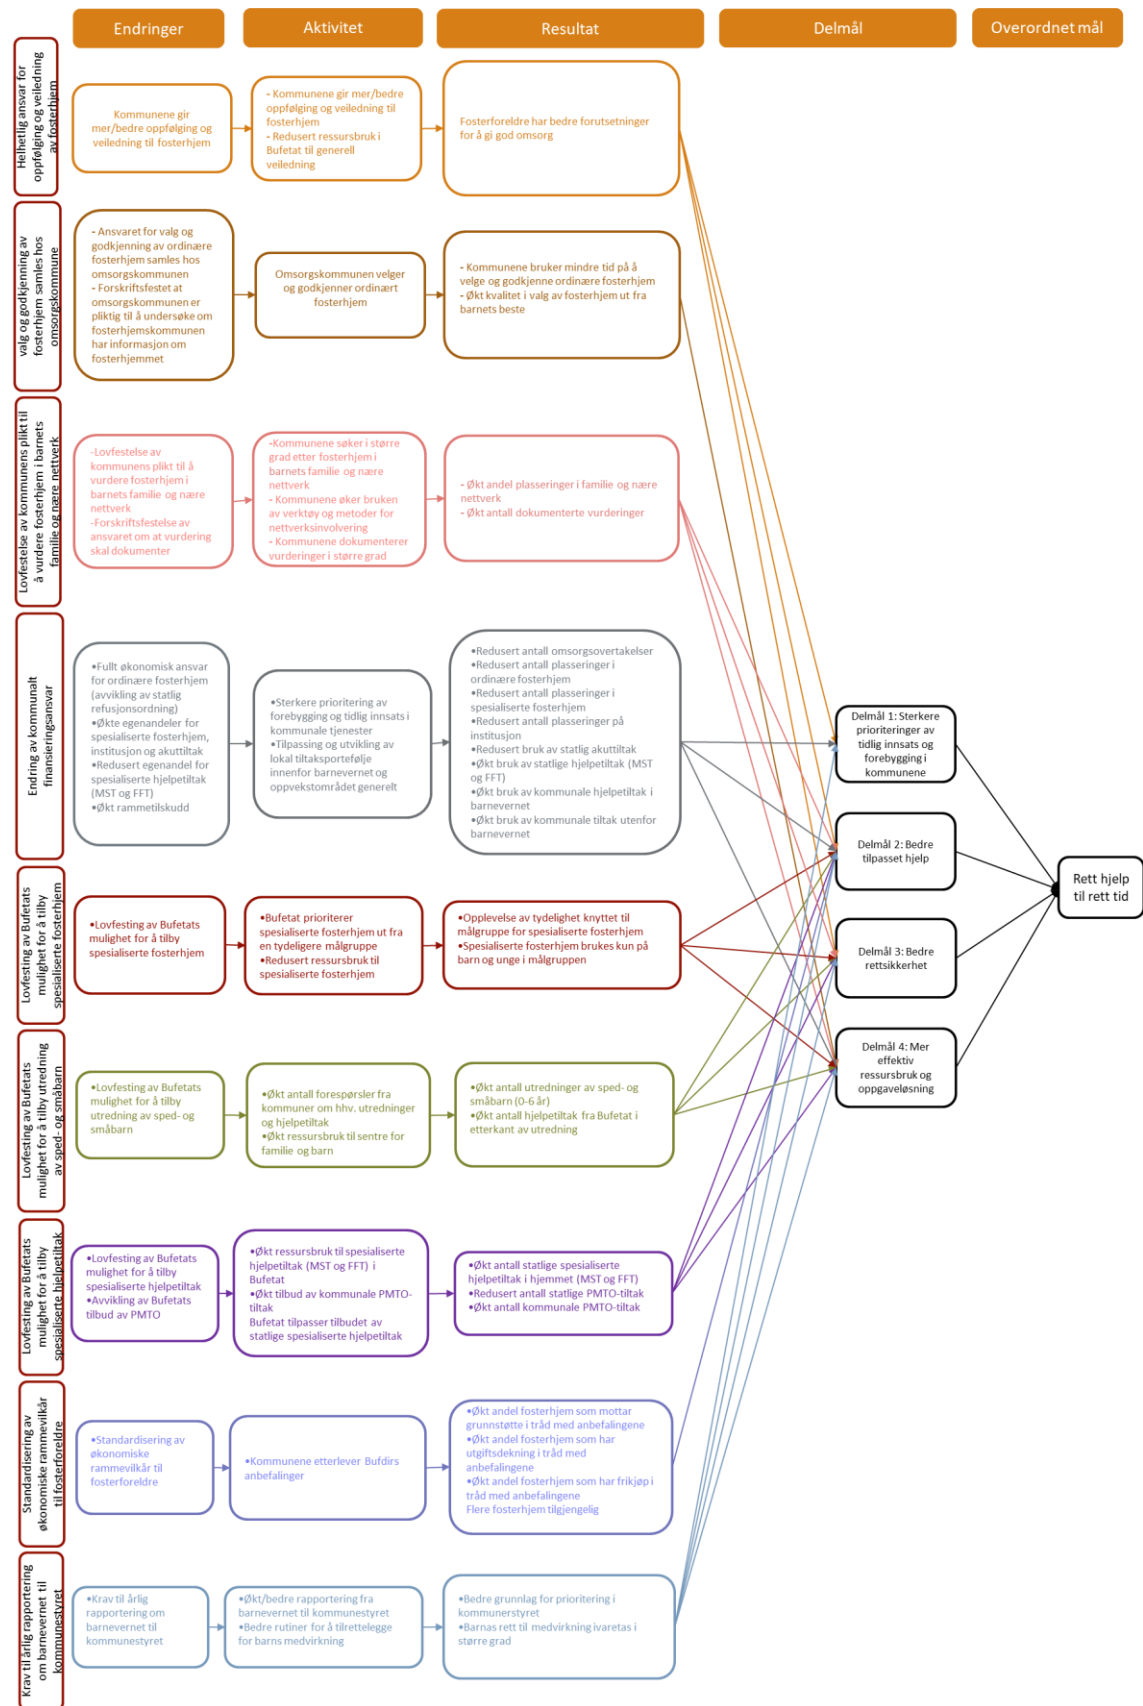 Endringer
Aktivitet
Resultat
Delmål
Overordnet mål
Helhetlig ansvar for
oppfølging og veiledning
av fosterhjem
Kommunene gir
mer/bedre oppfølging og
veiledning til fosterhjem
- Kommunene gir mer/bedre
oppfølging og veiledning til
fosterhjem
- Redusert ressursbruk i
Bufetat til generell
veiledning
Fosterforeldre har bedre forutsetninger
for å gi god omsorg
valg og godkjenning av
fosterhjem samles hos
omsorgskommune
- Ansvaret for valg og
godkjenning av ordinære
fosterhjem samles hos
omsorgskommunen
- Forskriftsfestet at
omsorgskommunen er
pliktig til å undersøke om
fosterhjemskommunen
har informasjon om
fosterhjemmet
Omsorgskommunen velger
og godkjenner ordinært
fosterhjem
- Kommunene bruker mindre tid på å
velge og godkjenne ordinære fosterhjem
- Økt kvalitet i valg av fosterhjem ut fra
barnets beste
Lovfestelse av kommunens plikt til
å vurdere fosterhjem i barnets
familie og nære nettverk
-Lovfestelse av
kommunens plikt til å
vurdere fosterhjem i
barnets familie og nære
nettverk
-Forskriftsfestelse av
ansvaret om at vurdering
skal dokumenter
-Kommunene søker i større
grad etter fosterhjem i
barnets familie og nære
nettverk
- Kommunene øker bruken
av verktøy og metoder for
nettverksinvolvering
- Kommunene dokumenterer
vurderinger i større grad
- Økt andel plasseringer i familie og nære
nettverk
- Økt antall dokumenterte vurderinger
Endring av kommunalt
finansieringsansvar
•Fullt økonomisk ansvar
for ordinære fosterhjem
(avvikling av statlig
refusjonsordning)
•Økte egenandeler for
spesialiserte fosterhjem,
institusjon og akuttiltak
•Redusert egenandel for
spesialiserte hjelpetiltak
(MST og FFT)
•Økt rammetilskudd
•Sterkere prioritering av
forebygging og tidlig innsats i
kommunale tjenester
•Tilpassing og utvikling av
lokal tiltaksportefølje
innenfor barnevernet og
oppvekstområdet generelt
•Redusert antall omsorgsovertakelser
•Redusert antall plasseringer i
ordinære fosterhjem
•Redusert antall plasseringer i
spesialiserte fosterhjem
•Redusert antall plasseringer på
institusjon
•Redusert bruk av statlig akuttiltak
•Økt bruk av statlige hjelpetiltak (MST
og FFT)
•Økt bruk av kommunale hjelpetiltak i
barnevernet
•Økt bruk av kommunale tiltak utenfor
barnevernet
Delmål 1: Sterkere
prioriteringer av
tidlig innsats og
forebygging i
kommunene
Delmål 2: Bedre
tilpasset hjelp
Delmål 3: Bedre
rettsikkerhet
Delmål 4: Mer
effektiv
ressursbruk og
oppgaveløsning
Rett hjelp
til rett tid
Lovfesting av Bufetats
mulighet for å tilby
spesialiserte fosterhjem
•Lovfesting av Bufetats
mulighet for å tilby
spesialiserte fosterhjem
•Bufetat prioriterer
spesialiserte fosterhjem ut fra
en tydeligere målgruppe
•Redusert ressursbruk til
spesialiserte fosterhjem
•Opplevelse av tydelighet knyttet til
målgruppe for spesialiserte fosterhjem
•Spesialiserte fosterhjem brukes kun på
barn og unge i målgruppen
Lovfesting av Bufetats
mulighet for å tilby utredning
av sped- og småbarn
•Lovfesting av Bufetats
mulighet for å tilby
utredning av sped- og
småbarn
•Økt antall forespørsler fra
kommuner om hhv. utredninger
og hjelpetiltak
•Økt ressursbruk til sentre for
familie og barn
•Økt antall utredninger av sped- og
småbarn (0-6 år)
•Økt antall hjelpetiltak fra Bufetat i
etterkant av utredning
Lovfesting av Bufetats
mulighet for å tilby
spesialiserte hjelpetiltak
•Lovfesting av Bufetats
mulighet for å tilby
spesialiserte hjelpetiltak
•Avvikling av Bufetats
tilbud av PMTO
•Økt ressursbruk til spesialiserte
hjelpetiltak (MST og FFT) i
Bufetat
•Økt tilbud av kommunale PMTO-
tiltak
Bufetat tilpasser tilbudet av
statlige spesialiserte hjelpetiltak
•Økt antall statlige spesialiserte
hjelpetiltak i hjemmet (MST og FFT)
•Redusert antall statlige PMTO-tiltak
•Økt antall kommunale PMTO-tiltak
Standardisering av
økonomiske rammevilkår
til fosterforeldre
•Standardisering av
økonomiske
rammevilkår til
fosterforeldre
•Kommunene etterlever Bufdirs
anbefalinger
•Økt andel fosterhjem som mottar
grunnstøtte i tråd med anbefalingene
•Økt andel fosterhjem som har
utgiftsdekning i tråd med
anbefalingene
•Økt andel fosterhjem som har frikjøp i
tråd med anbefalingene
Flere fosterhjem tilgjengelig
Krav til årlig rapportering
om barnevernet til
kommunestyret
•Krav til årlig
rapportering om
barnevernet til
kommunestyret
•Økt/bedre rapportering fra
barnevernet til kommunestyret
•Bedre rutiner for å tilrettelegge
for barns medvirkning
•Bedre grunnlag for prioritering i
kommunerstyret
•Barnas rett til medvirkning ivaretas i
større grad